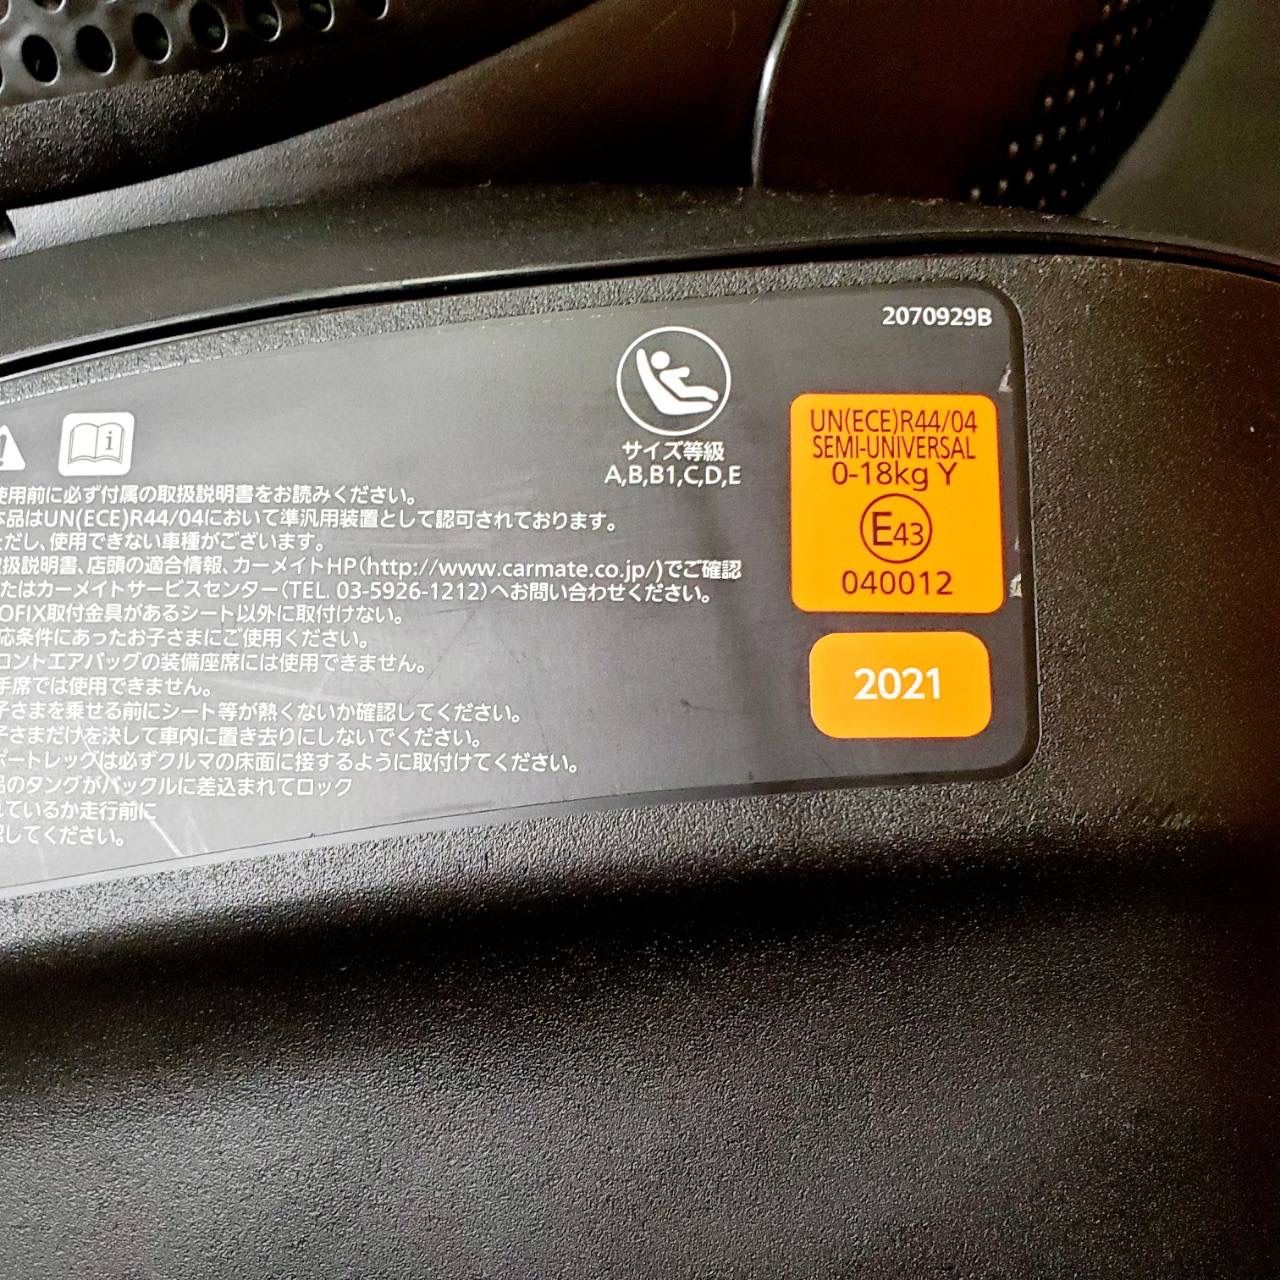 2070929B
サイズ等級
A,B,B1,C,D,E
UN(ECE)R44/04
SEMI-UNIVERSAL
0-18kg Y
E43
040012
2021
使用前に必ず付属の取扱説明書をお読みください。
本品はUN(ECE)R44/04において準汎用装置として認可されております。
ただし、使用できない車種がございます。
取扱説明書、店頭の適合情報、カーメイトHP(http://www.carmate.co.jp/)でご確認
またはカーメイトサービスセンター(TEL. 03-5926-1212)へお問い合わせください。
OFIX取付金具があるシート以外に取付けない。
応条件にあったお子さまにご使用ください。
ロントエアバッグの装備座席には使用できません。
手席では使用できません。
子さまを乗せる前にシート等が熱くないか確認してください。
子さまだけを決して車内に置き去りにしないでください。
ポートレッグは必ずクルマの床面に接するように取付けてください。
品のタングがバックルに差込まれてロック
れているか走行前に
認してください。